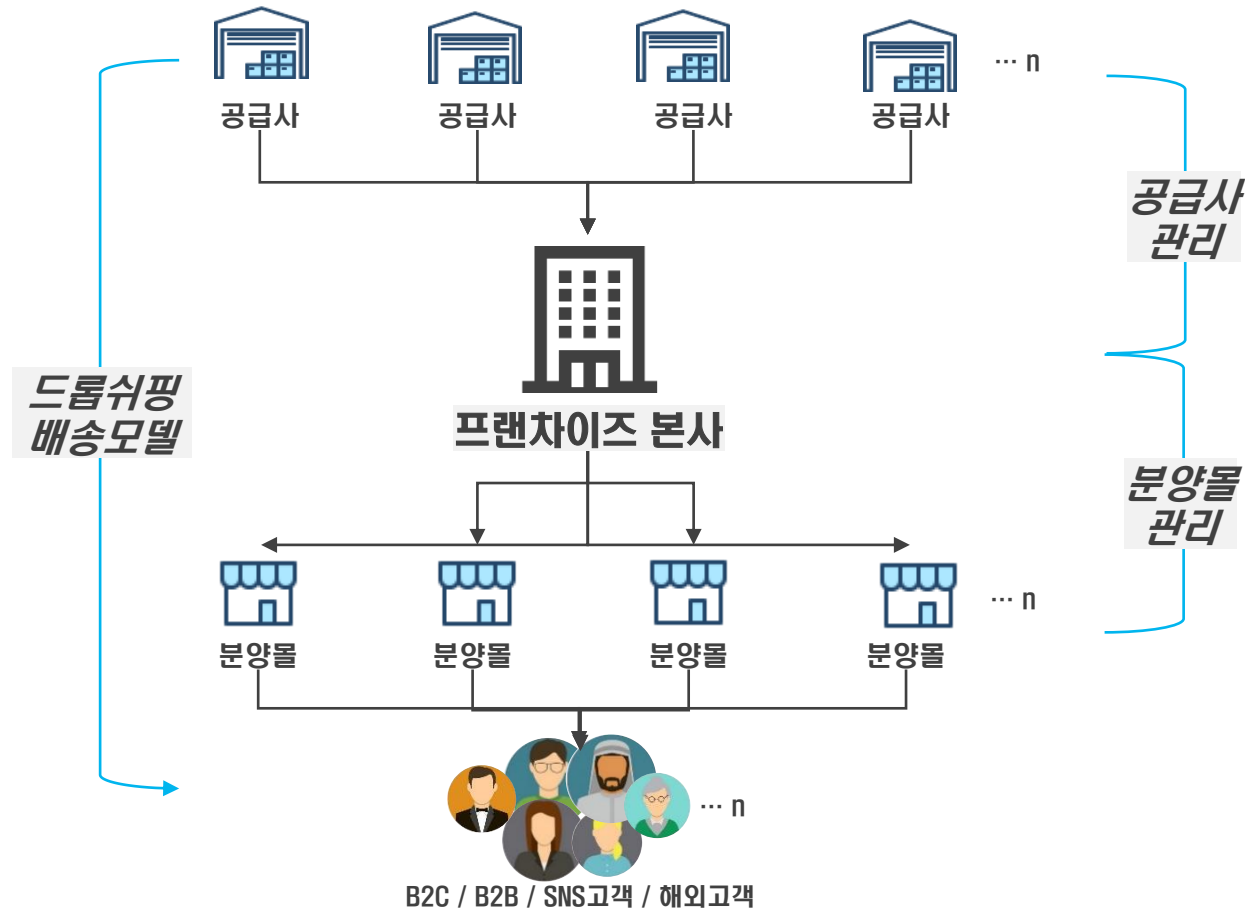 공급사
공급사
공급사
공급사
··· n
공급사
관리
드롭쉬핑
배송모델
프랜차이즈 본사
분양몰
관리
분양몰
분양몰
분양몰
분양몰
··· n
··· n
B2C / B2B / SNS고객 / 해외고객